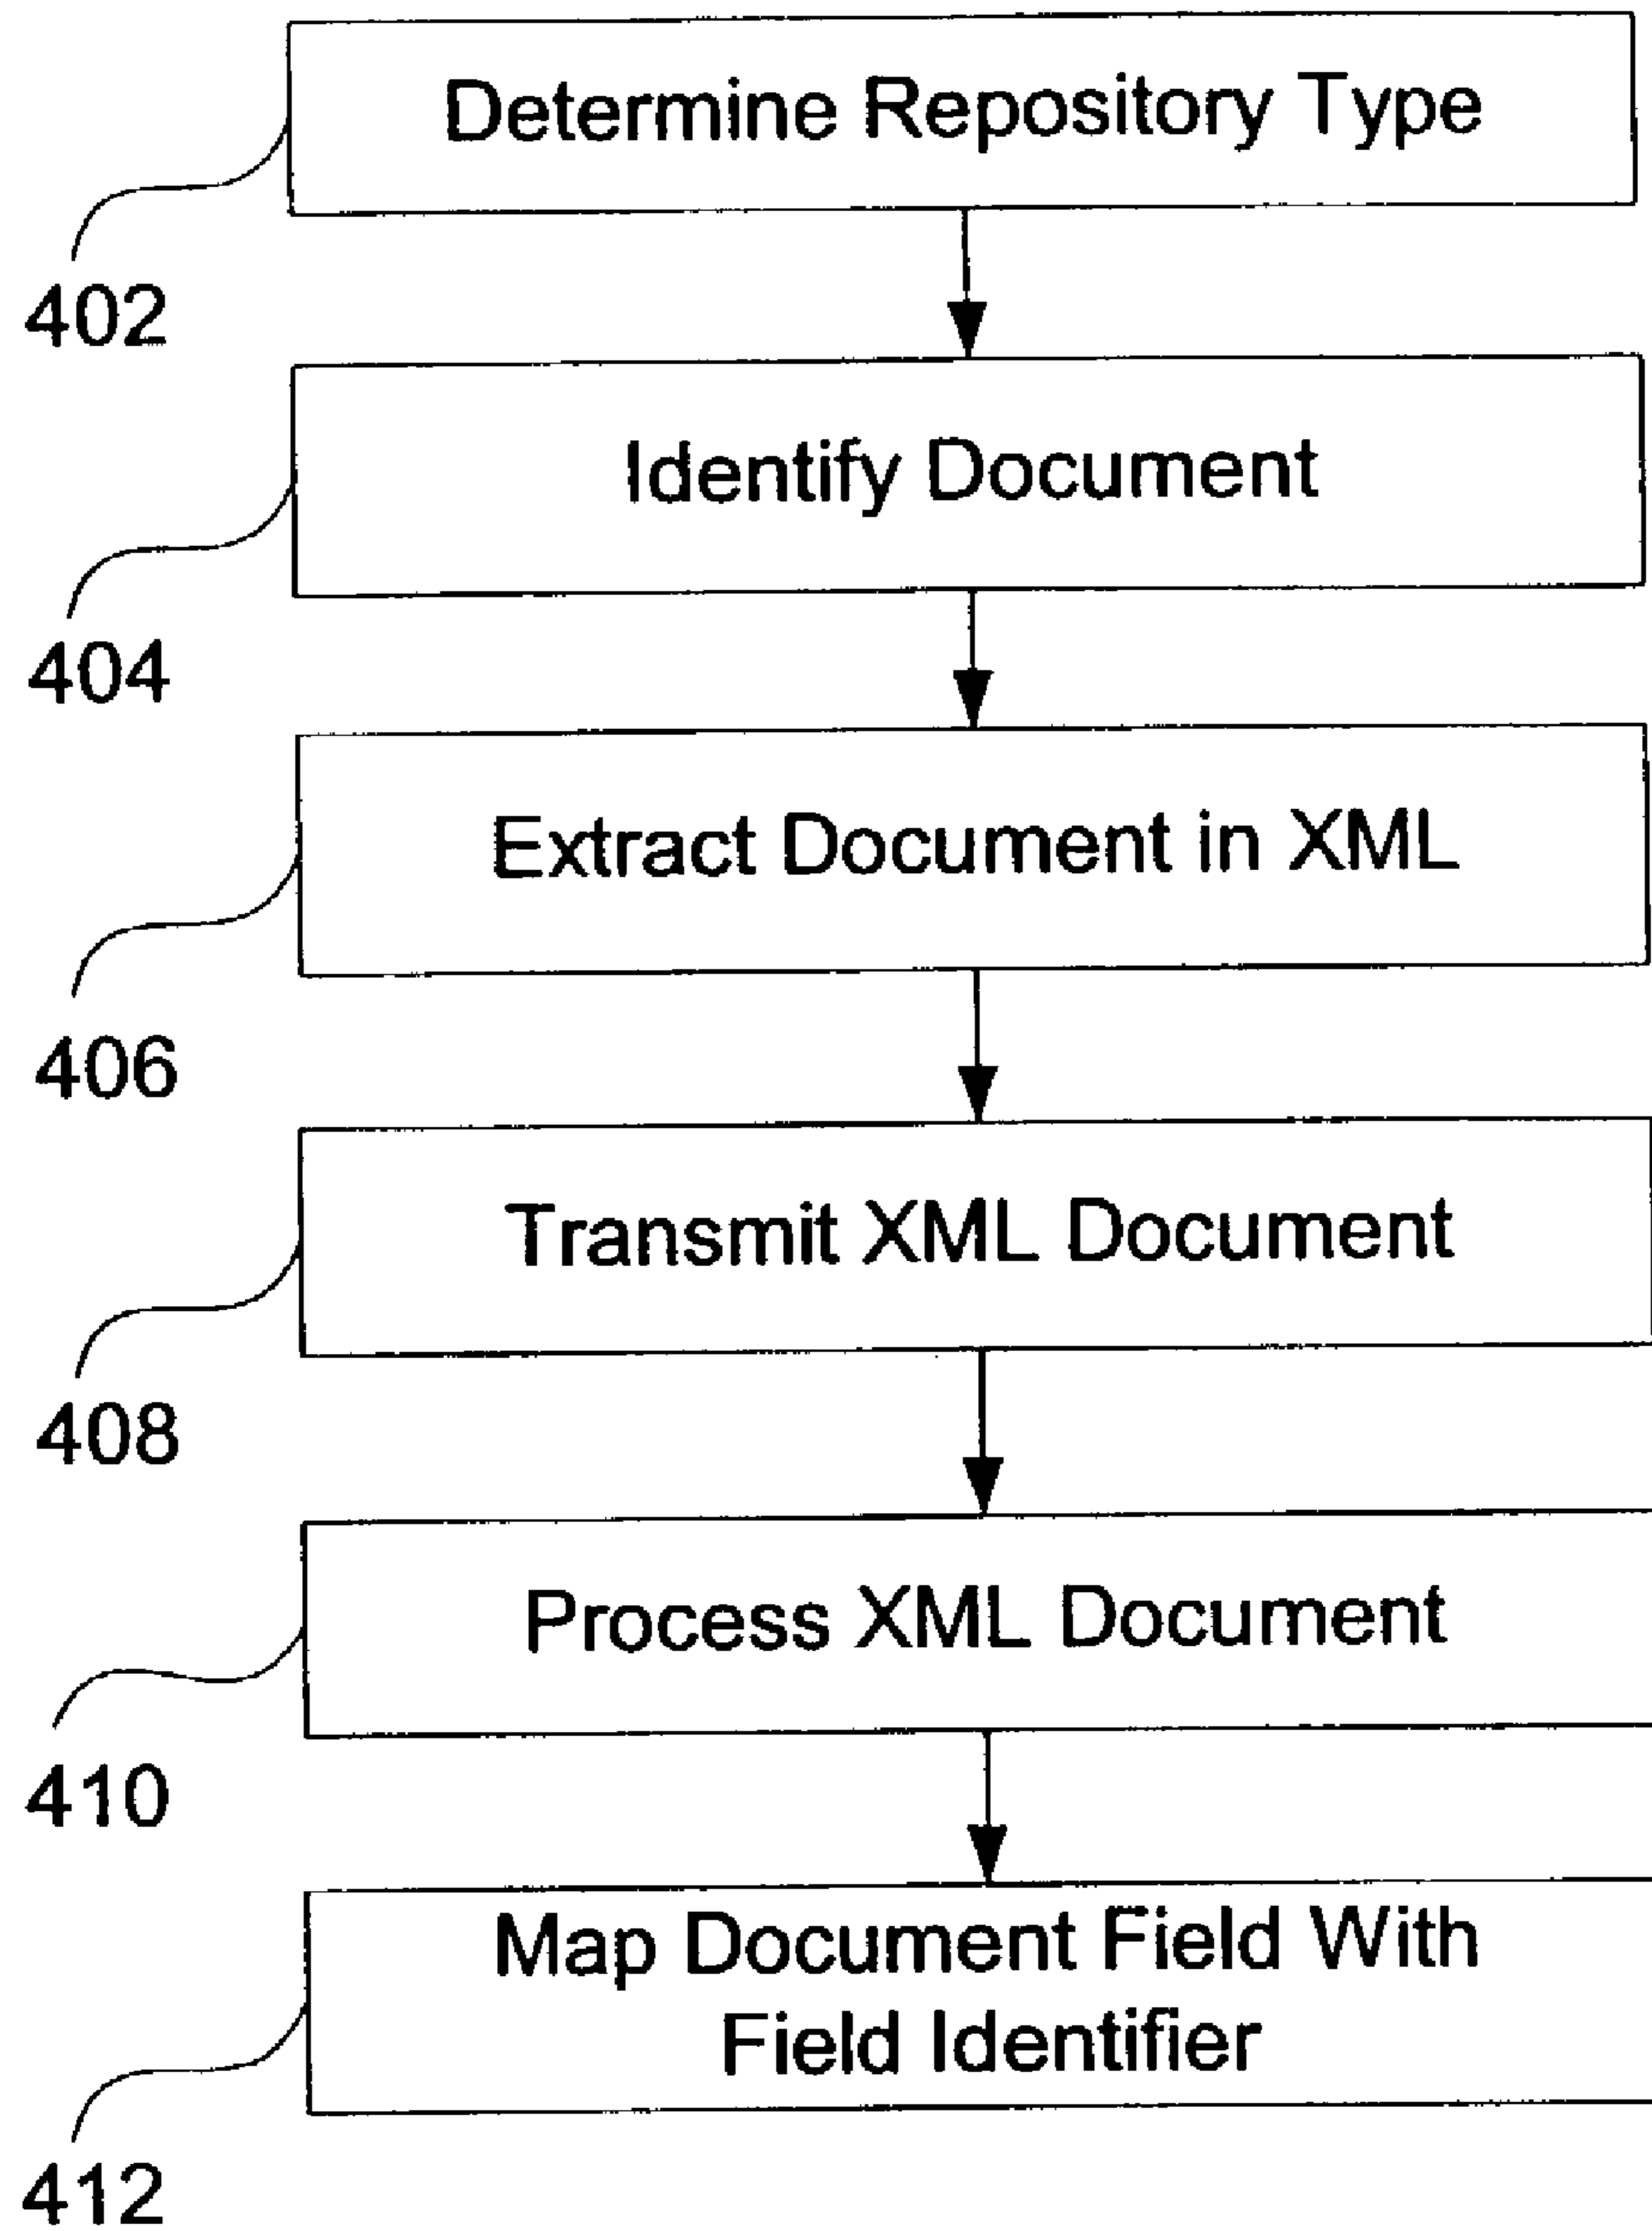 Determine Repository Type
402
Identify Document
404
Extract Document in XML
406
Transmit XML Document
408
Process XML Document
410
Map Document Field With
Field Identifier
412